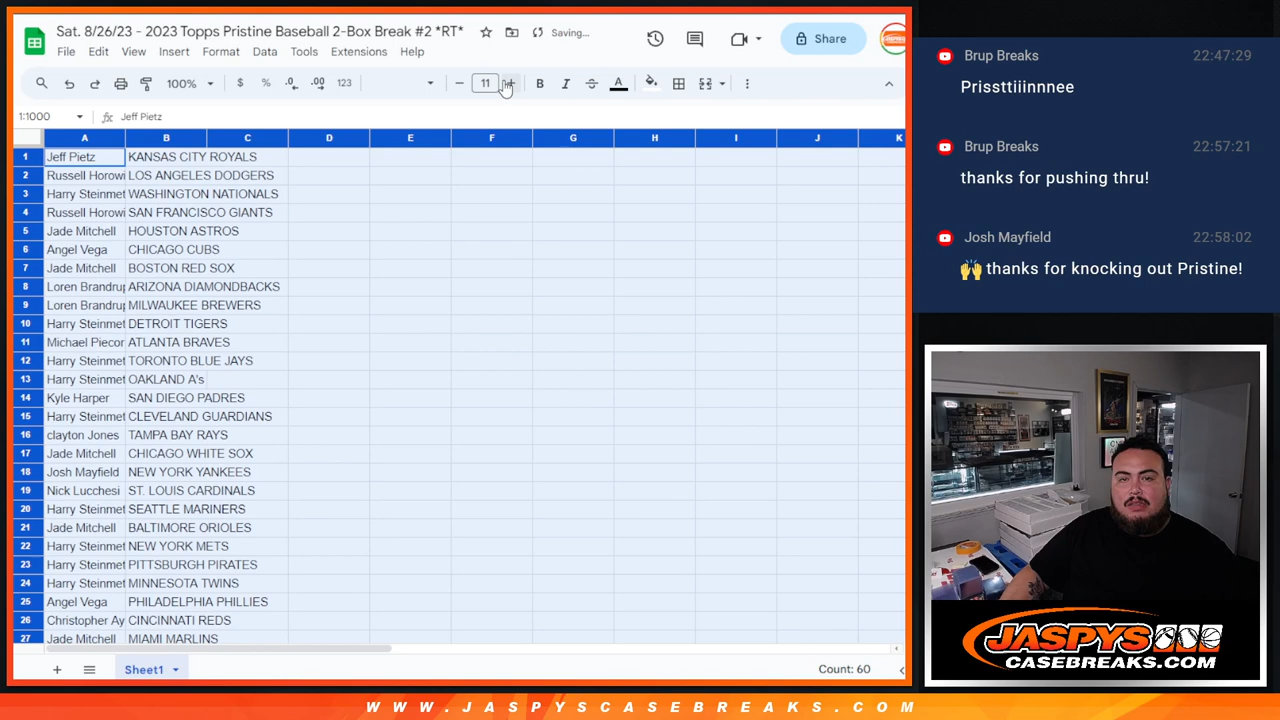 Sat. 8/26/23 - 2023 Topps Pristine Baseball 2-Box Break #2 *RT*
Saving...
File Edit View Insert Format Data Tools Extensions Help
Share
100% $ % .0 .00 123 11 B I S A
1:1000 fx Jeff Pietz
A B C D E F G H I J K
1 Jeff Pietz KANSAS CITY ROYALS
2 Russell Horowi LOS ANGELES DODGERS
3 Harry Steinmet WASHINGTON NATIONALS
4 Russell Horowi SAN FRANCISCO GIANTS
5 Jade Mitchell HOUSTON ASTROS
6 Angel Vega CHICAGO CUBS
7 Jade Mitchell BOSTON RED SOX
8 Loren Brandrup ARIZONA DIAMONDBACKS
9 Loren Brandrup MILWAUKEE BREWERS
10 Harry Steinmet DETROIT TIGERS
11 Michael Piecor ATLANTA BRAVES
12 Harry Steinmet TORONTO BLUE JAYS
13 Harry Steinmet OAKLAND A's
14 Kyle Harper SAN DIEGO PADRES
15 Harry Steinmet CLEVELAND GUARDIANS
16 clayton Jones TAMPA BAY RAYS
17 Jade Mitchell CHICAGO WHITE SOX
18 Josh Mayfield NEW YORK YANKEES
19 Nick Lucchesi ST. LOUIS CARDINALS
20 Harry Steinmet SEATTLE MARINERS
21 Jade Mitchell BALTIMORE ORIOLES
22 Harry Steinmet NEW YORK METS
23 Harry Steinmet PITTSBURGH PIRATES
24 Harry Steinmet MINNESOTA TWINS
25 Angel Vega PHILADELPHIA PHILLIES
26 Christopher Ay CINCINNATI REDS
27 Jade Mitchell MIAMI MARLINS
Sheet1
Count: 60
Brup Breaks 22:47:29
Prissttiiinnnee
Brup Breaks 22:57:21
thanks for pushing thru!
Josh Mayfield 22:58:02
🙌 thanks for knocking out Pristine!
JASPYS
CASEBREAKS.COM
WWW.JASPYSCASEBREAKS.COM